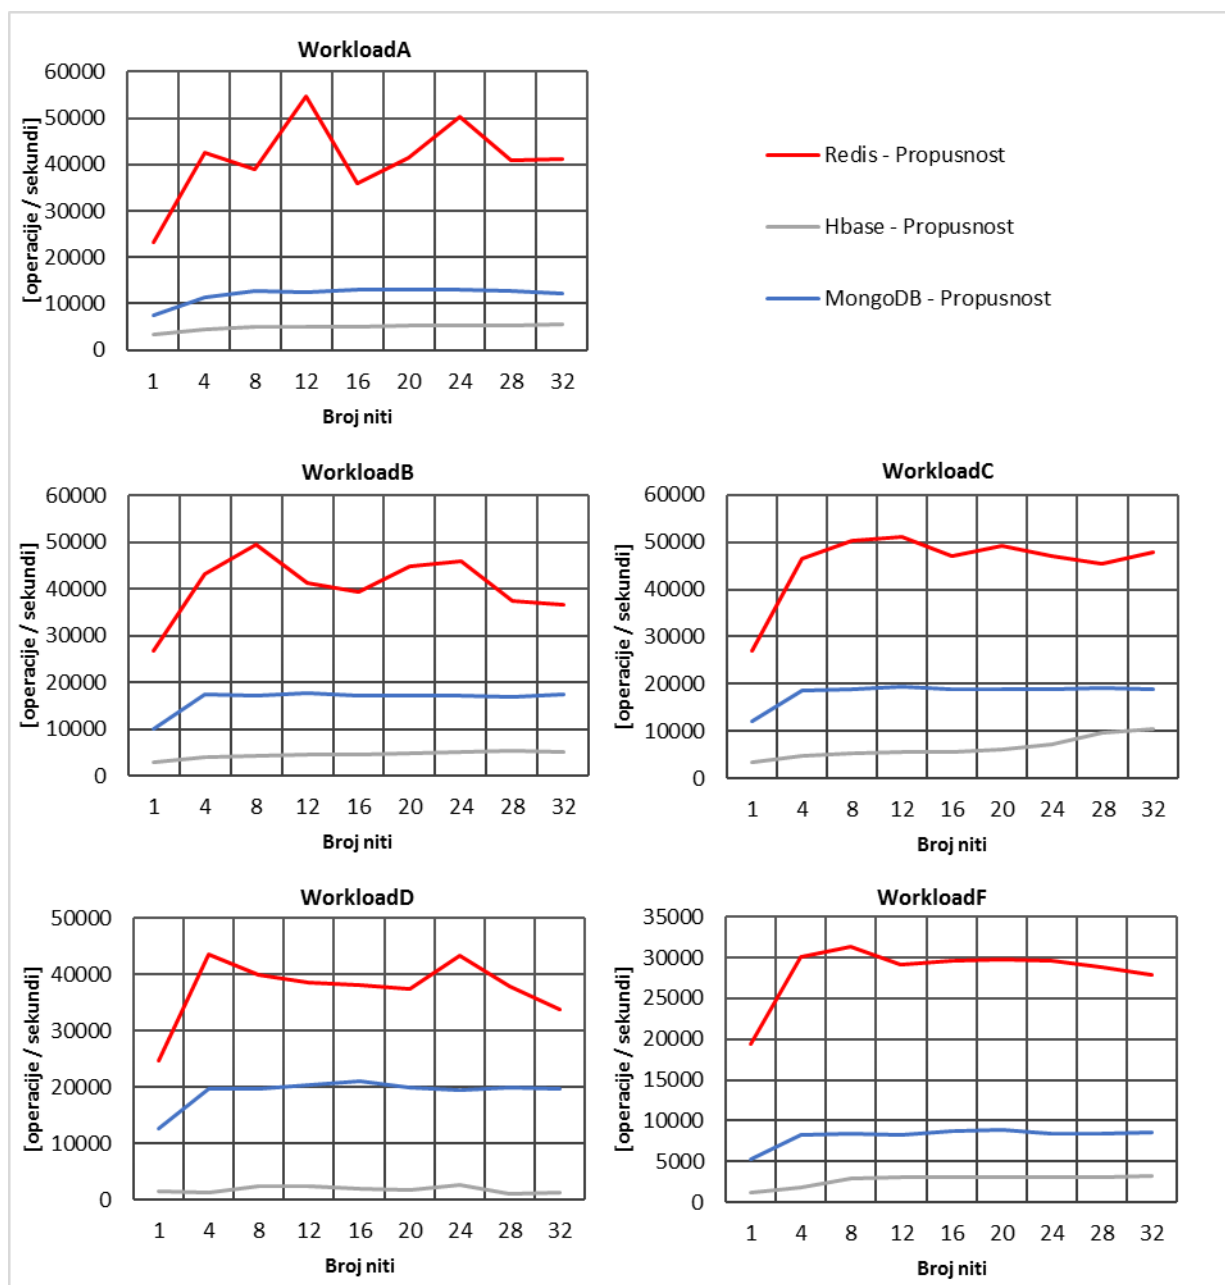 WorkloadA
60000
50000
40000
30000
20000
10000
0
[operacije / sekundi]
1 4 8 12 16 20 24 28 32
Broj niti
Redis - Propusnost
Hbase - Propusnost
MongoDB - Propusnost
WorkloadB
60000
50000
40000
30000
20000
10000
0
[operacije / sekundi]
1 4 8 12 16 20 24 28 32
Broj niti
WorkloadC
60000
50000
40000
30000
20000
10000
0
[operacije / sekundi]
1 4 8 12 16 20 24 28 32
Broj niti
WorkloadD
50000
40000
30000
20000
10000
0
[operacije / sekundi]
1 4 8 12 16 20 24 28 32
Broj niti
WorkloadF
35000
30000
25000
20000
15000
10000
5000
0
[operacije / sekundi]
1 4 8 12 16 20 24 28 32
Broj niti